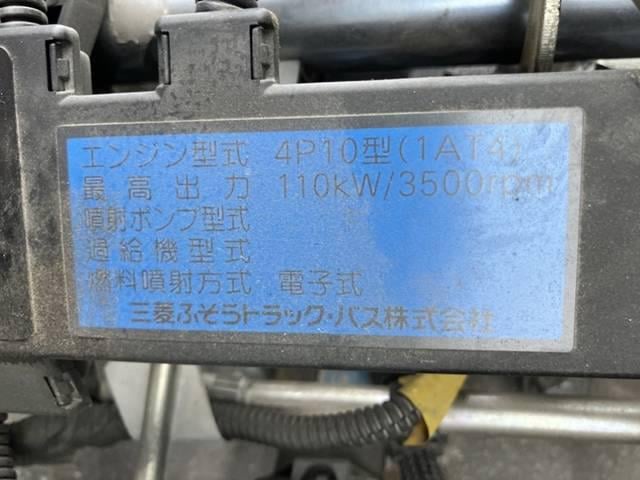 エンジン型式 4P10型(1AT4)
最高出力 110kW/3500rpm
噴射ポンプ型式
過給機型式
燃料噴射方式 電子式
三菱ふそうトラック・バス株式会社